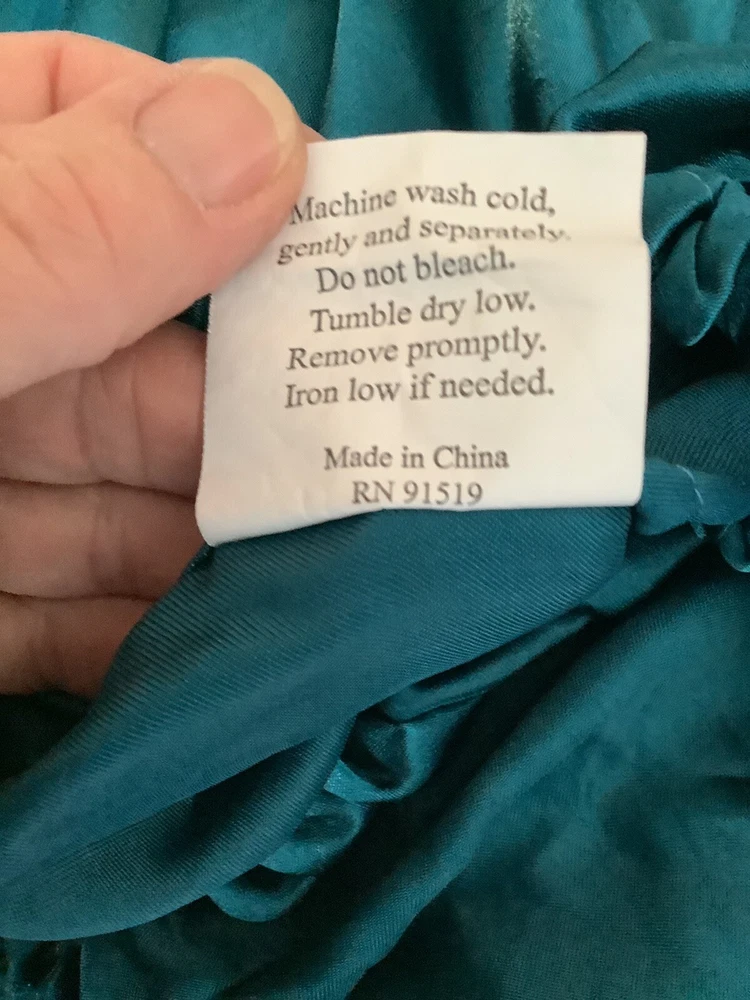 Machine wash cold,
gently and separately.
Do not bleach.
Tumble dry low.
Remove promptly.
Iron low if needed.
Made in China
RN 91519